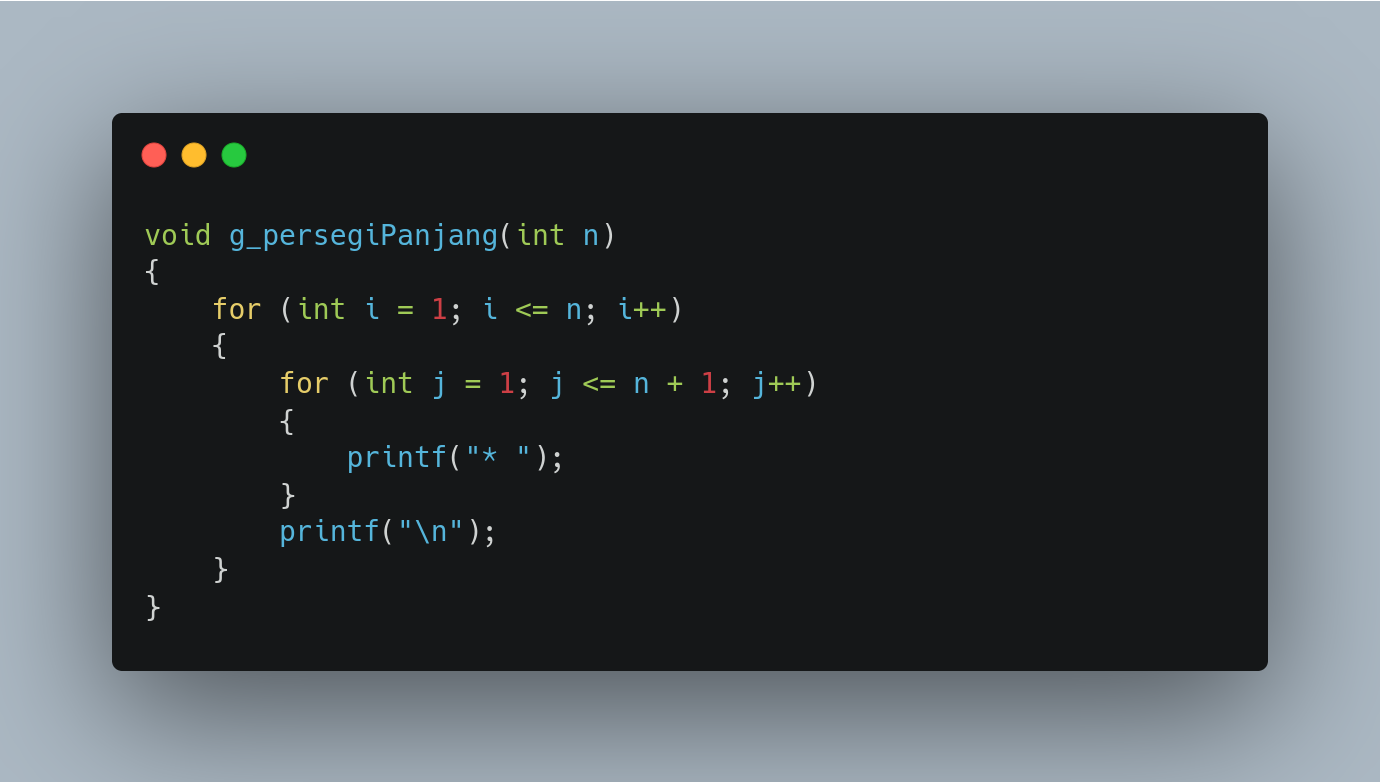 void g_persegiPanjang(int n)
{
    for (int i = 1; i <= n; i++)
    {
        for (int j = 1; j <= n + 1; j++)
        {
            printf("* ");
        }
        printf("\n");
    }
}